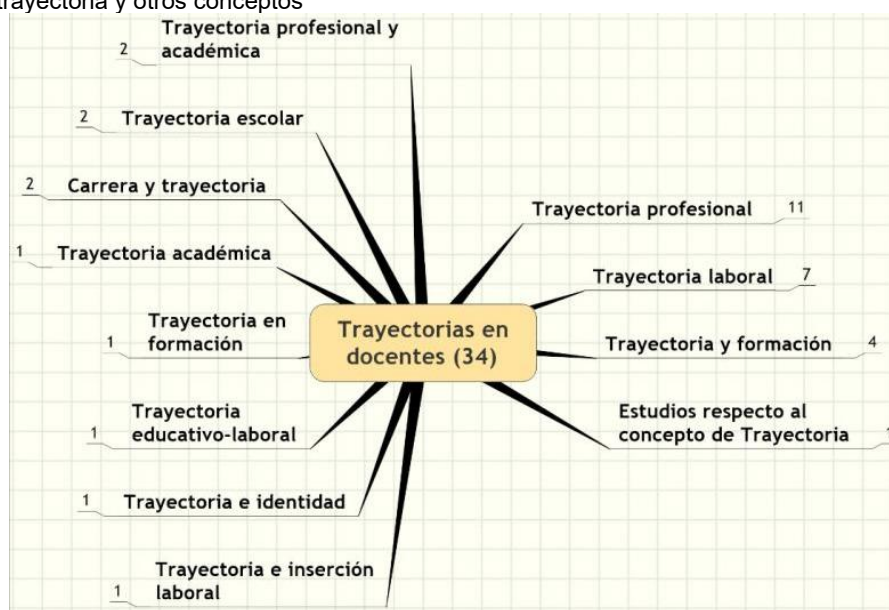 trayectoria y otros conceptos
Trayectoria profesional y
académica
2
2
Trayectoria escolar
2
Carrera y trayectoria
1
Trayectoria académica
Trayectoria en
formación
1
Trayectoria
educativo-laboral
1
1
Trayectoria e identidad
Trayectoria e inserción
laboral
1
Trayectorias en
docentes (34)
Trayectoria profesional
11
Trayectoria laboral
7
Trayectoria y formación
4
Estudios respecto al
concepto de Trayectoria